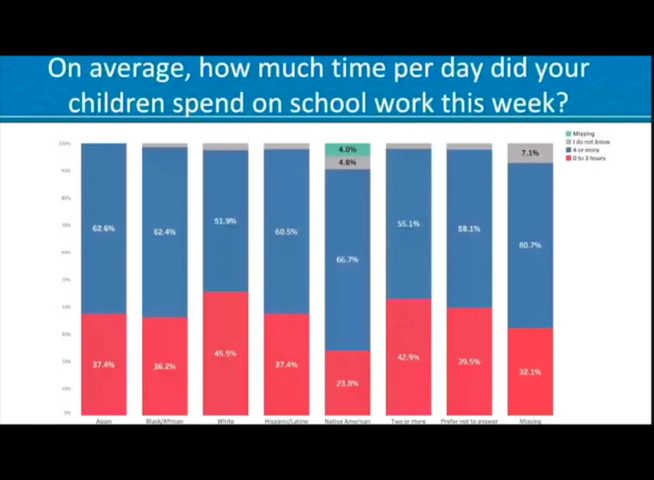 On average, how much time per day did your
children spend on school work this week?
Missing
I do not know
4 or more
0 to 3 hours
100%
4.0%
4.8%
7.1%
62.6%
62.4%
51.9%
60.5%
66.7%
55.1%
58.1%
60.7%
37.4%
36.2%
45.5%
37.4%
23.8%
42.9%
39.5%
32.1%
0%
Asian
Black/African
White
Hispanic/Latino
Native American
Two or more
Prefer not to answer
Missing